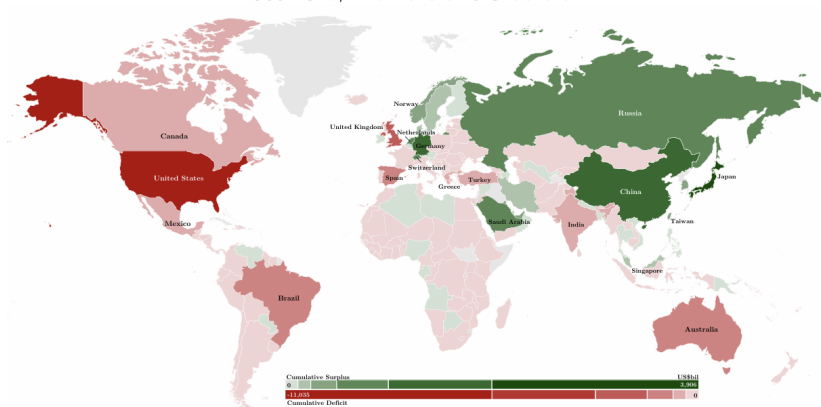 Norway
Russia
United Kingdom
Netherlands
Canada
Germany
Switzerland
Japan
United States
Spain
Turkey
Greece
China
Mexico
Saudi Arabia
India
Taiwan
Singapore
Brazil
Australia
Cumulative Surplus US$bil
0 3,906
-11,035 0
Cumulative Deficit